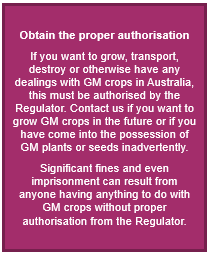 Obtain the proper authorisation
If you want to grow, transport,
destroy or otherwise have any
dealings with GM crops in Australia,
this must be authorised by the
Regulator. Contact us if you want to
grow GM crops in the future or if you
have come into the possession of
GM plants or seeds inadvertently.
Significant fines and even
imprisonment can result from
anyone having anything to do with
GM crops without proper
authorisation from the Regulator.